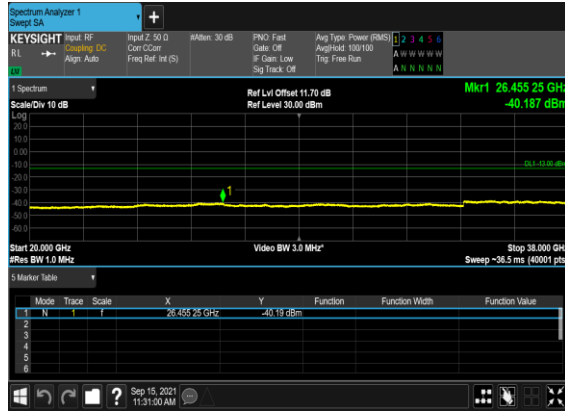 Spectrum Analyzer 1
Swept SA
+
KEYSIGHT
RL
Input: RF
Coupling: DC
Align: Auto
Input Z: 50 Ω
Corr CCorr
Freq Ref: Int (S)
#Atten: 30 dB
PNO: Fast
Gate: Off
IF Gain: Low
Sig Track: Off
Avg Type: Power (RMS)
Avg|Hold: 100/100
Trig: Free Run
1 2 3 4 5 6
A W W W W W
A N N N N N
1 Spectrum
Scale/Div 10 dB
Ref Lvl Offset 11.70 dB
Ref Level 30.00 dBm
Mkr1 26.455 25 GHz
-40.187 dBm
Log
20.0
10.0
0.00
-10.0
-20.0
-30.0
-40.0
-50.0
-60.0
DL1 -13.00 dBm
1
Start 20.000 GHz
#Res BW 1.0 MHz
Video BW 3.0 MHz*
Stop 38.000 GHz
Sweep ~36.5 ms (40001 pts)
5 Marker Table
Mode Trace Scale X Y Function Function Width Function Value
1 N 1 f 26.455 25 GHz -40.19 dBm
2
3
4
5
6
?
Sep 15, 2021
11:31:00 AM